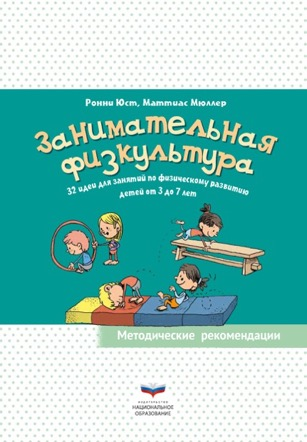 Ронни Юст, Маттиас Мюллер
Занимательная
физкультура
32 идеи для занятий по физическому развитию
детей от 3 до 7 лет
Методические рекомендации
издательство
НАЦИОНАЛЬНОЕ
ОБРАЗОВАНИЕ